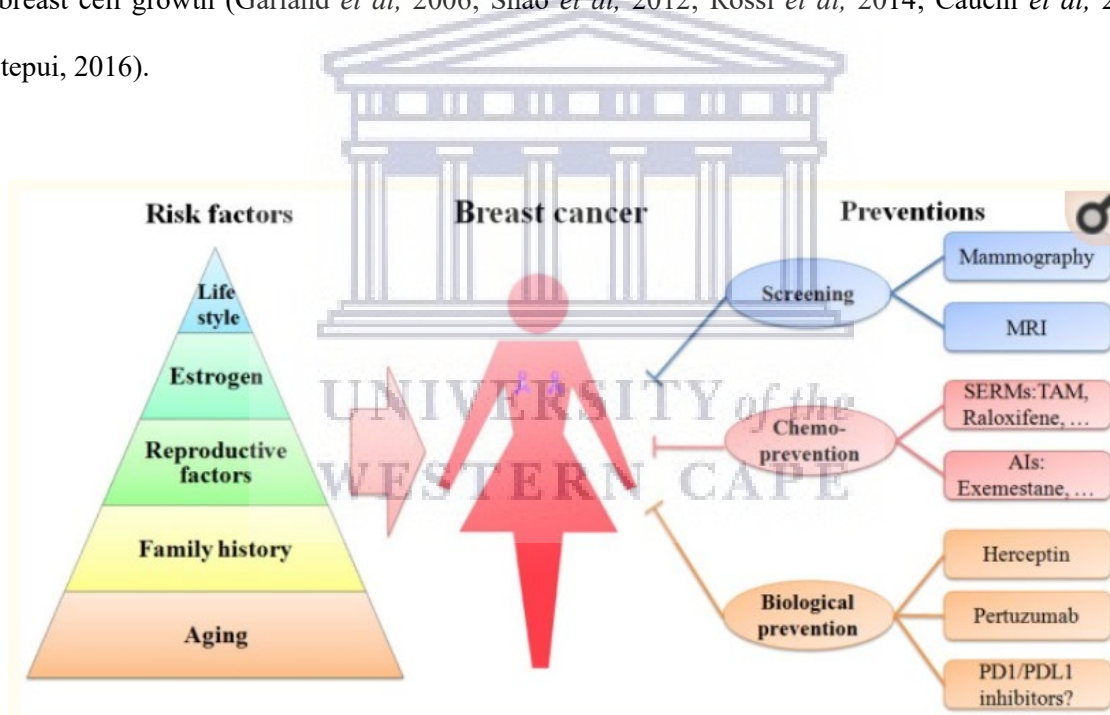 breast cell growth (Garland et al, 2006; Shao et al, 2012; Rossi et al, 2014; Cauchi et al, 2
tepui, 2016).
Risk factors
Breast cancer
Preventions
Life
style
Estrogen
Reproductive
factors
Family history
Aging
Screening
Mammography
MRI
Chemo-
prevention
SERMs:TAM,
Raloxifene, ...
AIs:
Exemestane, ...
Biological
prevention
Herceptin
Pertuzumab
PD1/PDL1
inhibitors?
UNIVERSITY of the
WESTERN CAPE